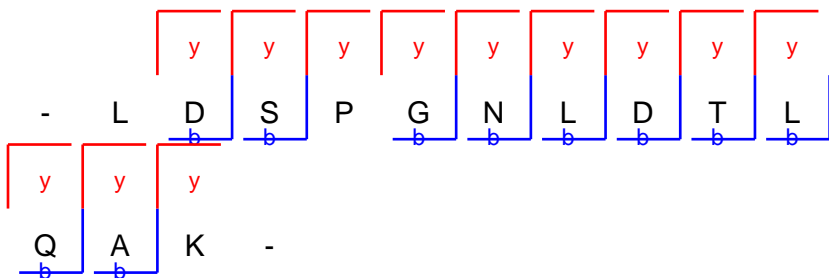 y y y y y y y y y
- L D S P G N L D T L
b b b b b b b b
y y y
Q A K -
b b